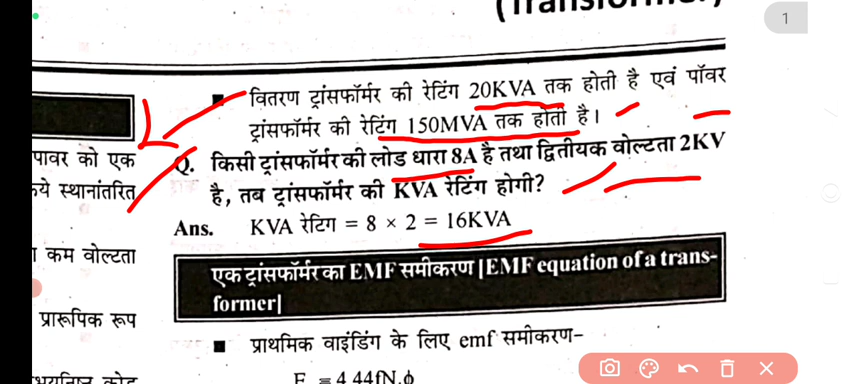 (Transformer)
1
■ वितरण ट्रांसफॉर्मर की रेटिंग 20KVA तक होती है एवं पॉवर
ट्रांसफॉर्मर की रेटिंग 150MVA तक होती है।
Q. किसी ट्रांसफॉर्मर की लोड धारा 8A है तथा द्वितीयक वोल्टता 2KV
है, तब ट्रांसफॉर्मर की KVA रेटिंग होगी?
Ans. KVA रेटिंग = 8 × 2 = 16KVA
एक ट्रांसफॉर्मर का EMF समीकरण [EMF equation of a trans-
former]
■ प्राथमिक वाइंडिंग के लिए emf समीकरण–
पावर को एक
स्थानांतरित
कम वोल्टता
प्रारूपिक रूप